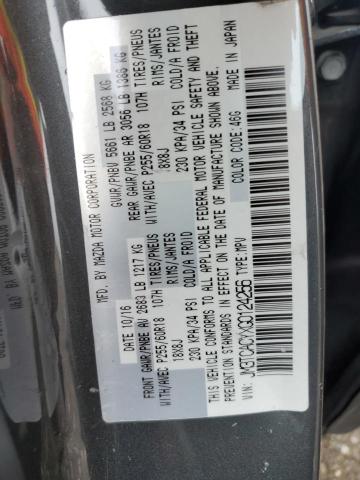 MFD. BY MAZDA MOTOR CORPORATION
DATE: 10/16 GVWR/PNBV 5661 LB 2568 KG
FRONT GAWR/PNBE AV 2683 LB 1217 KG REAR GAWR/PNBE AR 3056 LB 1386 KG
WITH/AVEC P255/60R18 107H TIRES/PNEUS WITH/AVEC P255/60R18 107H TIRES/PNEUS
18X8J RIMS/JANTES 18X8J RIMS/JANTES
230 KPA/34 PSI COLD/A FROID 230 KPA/34 PSI COLD/A FROID
THIS VEHICLE CONFORMS TO ALL APPLICABLE FEDERAL MOTOR VEHICLE SAFETY AND THEFT
PREVENTION STANDARDS IN EFFECT ON THE DATE OF MANUFACTURE SHOWN ABOVE.
VIN: JM3TCACYXG0124256 TYPE: MPV COLOR CODE: 46G MADE IN JAPAN